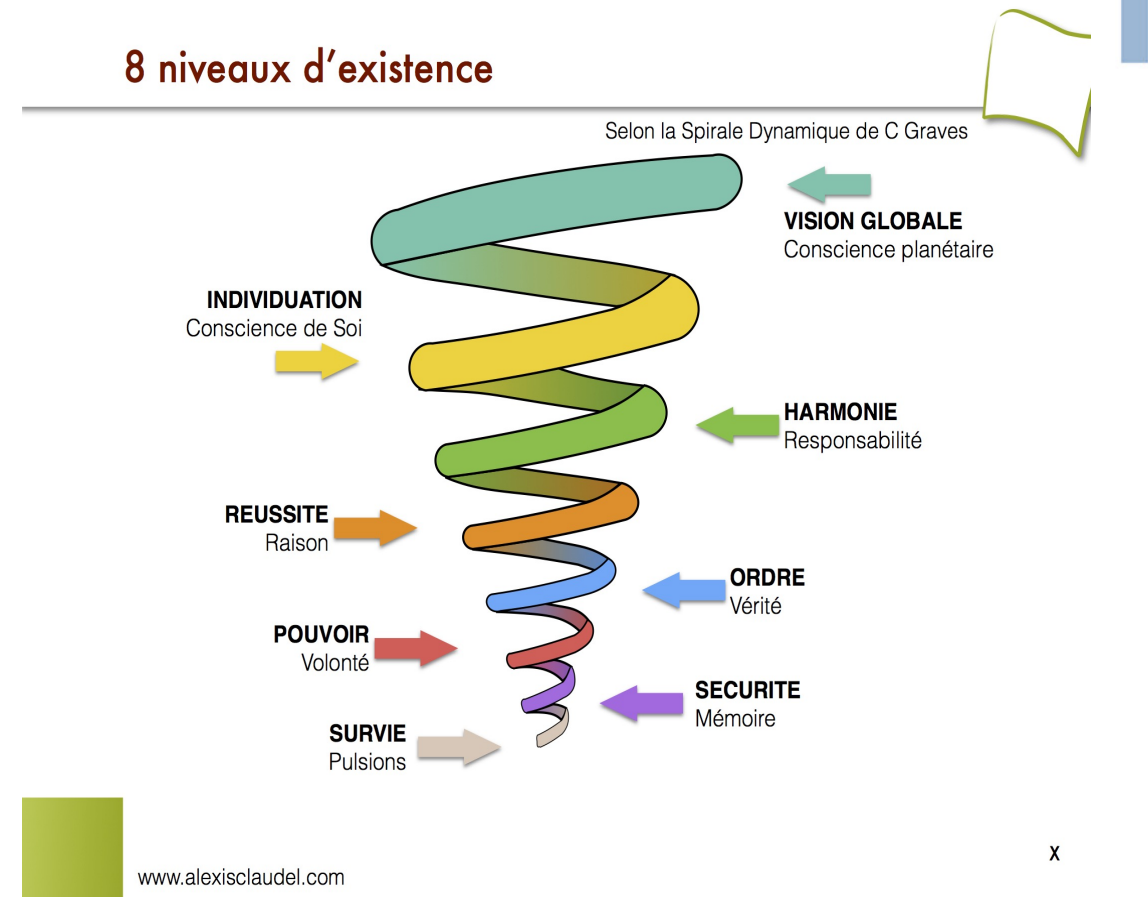 8 niveaux d'existence
Selon la Spirale Dynamique de C Graves
VISION GLOBALE
Conscience planétaire
INDIVIDUATION
Conscience de Soi
HARMONIE
Responsabilité
REUSSITE
Raison
ORDRE
Vérité
POUVOIR
Volonté
SECURITE
Mémoire
SURVIE
Pulsions
X
www.alexisclaudel.com